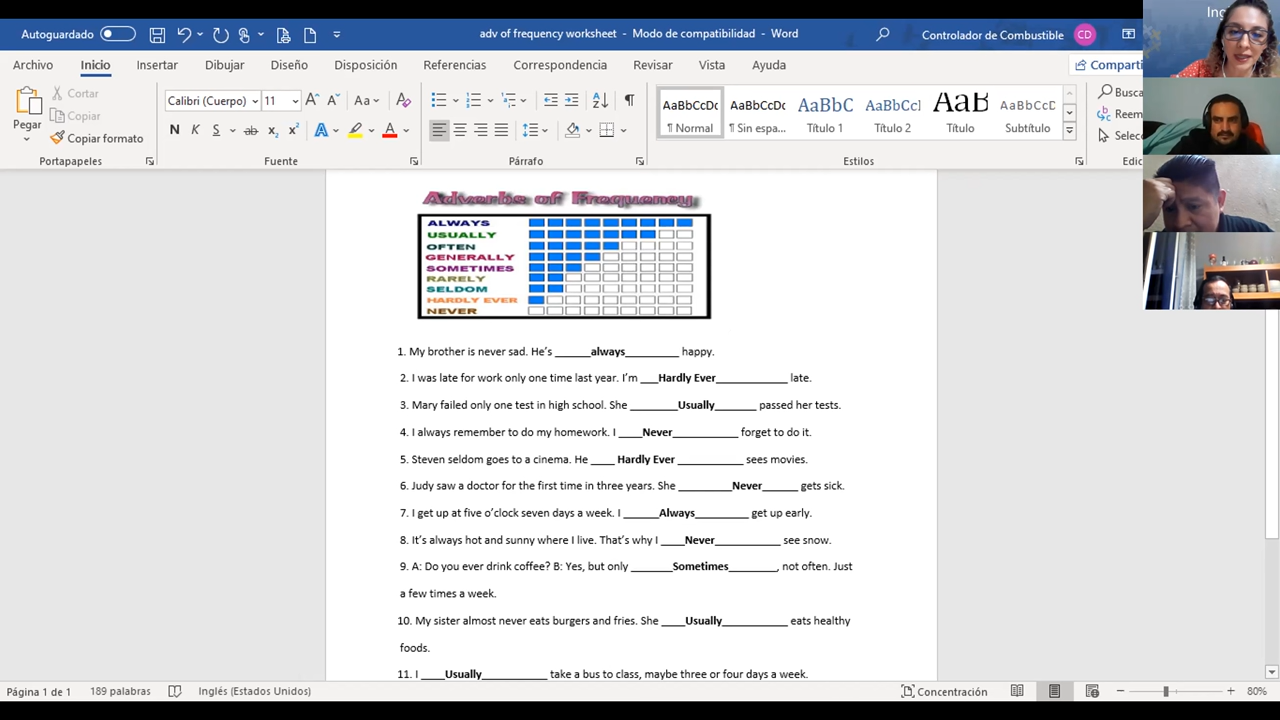 Autoguardado
adv of frequency worksheet - Modo de compatibilidad - Word
Controlador de Combustible CD
Archivo Inicio Insertar Dibujar Diseño Disposición Referencias Correspondencia Revisar Vista Ayuda
Pegar
Cortar
Copiar
Copiar formato
Portapapeles
Calibri (Cuerpo) 11
N K S ab x₂ x²
Fuente
Párrafo
AaBbCcDc AaBbCcDc AaBbC AaBbCcI AaB AaBbCcD
¶ Normal ¶ Sin espa... Título 1 Título 2 Título Subtítulo
Estilos
Adverbs of Frequency
ALWAYS
USUALLY
OFTEN
GENERALLY
SOMETIMES
RARELY
SELDOM
HARDLY EVER
NEVER
1. My brother is never sad. He's ______always_________ happy.
2. I was late for work only one time last year. I'm ___Hardly Ever____________ late.
3. Mary failed only one test in high school. She ________Usually_______ passed her tests.
4. I always remember to do my homework. I ____Never___________ forget to do it.
5. Steven seldom goes to a cinema. He ____ Hardly Ever ___________ sees movies.
6. Judy saw a doctor for the first time in three years. She _________Never______ gets sick.
7. I get up at five o'clock seven days a week. I ______Always_________ get up early.
8. It's always hot and sunny where I live. That's why I ____Never___________ see snow.
9. A: Do you ever drink coffee? B: Yes, but only _______Sometimes________, not often. Just
a few times a week.
10. My sister almost never eats burgers and fries. She ____Usually___________ eats healthy
foods.
11. I ____Usually___________ take a bus to class, maybe three or four days a week.
Página 1 de 1 189 palabras Inglés (Estados Unidos) Concentración 80%